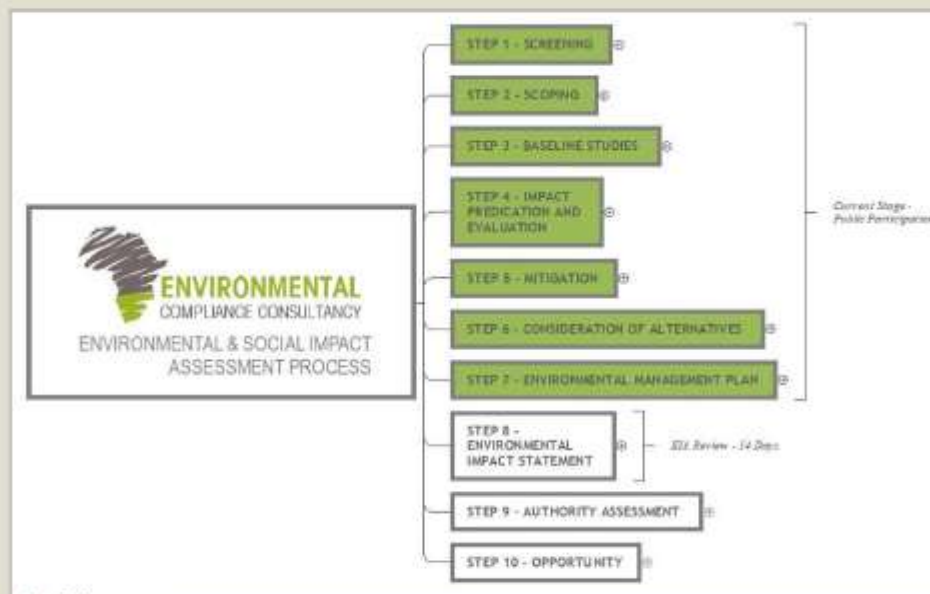 STEP 1 - SCREENING
STEP 2 - SCOPING
STEP 3 - BASELINE STUDIES
STEP 4 - IMPACT
PREDICATION AND
EVALUATION
Current Stage -
Public Participation
STEP 5 - MITIGATION
ENVIRONMENTAL
COMPLIANCE CONSULTANCY
ENVIRONMENTAL & SOCIAL IMPACT
ASSESSMENT PROCESS
STEP 6 - CONSIDERATION OF ALTERNATIVES
STEP 7 - ENVIRONMENTAL MANAGEMENT PLAN
STEP 8 -
ENVIRONMENTAL
IMPACT STATEMENT
Review - 14 Days
STEP 9 - AUTHORITY ASSESSMENT
STEP 10 - OPPORTUNITY